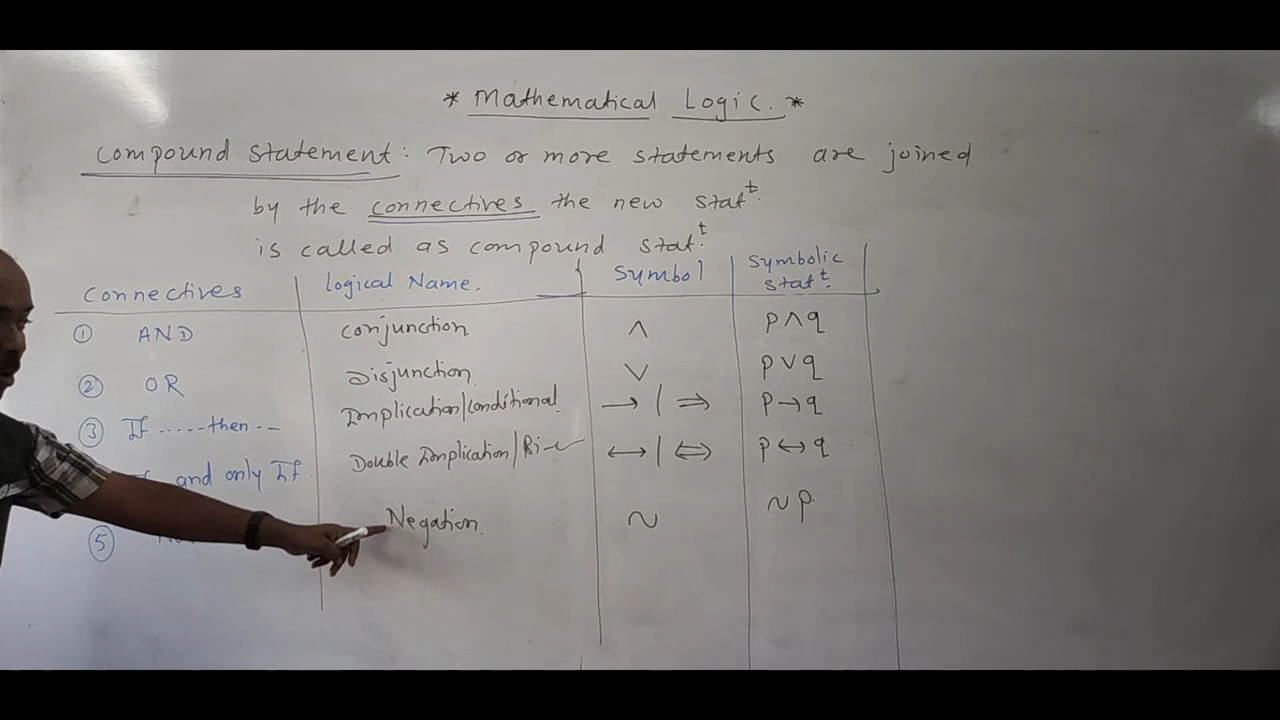 * Mathematical Logic. *
Compound Statement: Two or more statements are joined
by the connectives the new statᵗ.
is called as compound statᵗ.
Connectives Logical Name. Symbol Symbolic statᵗ.
① AND Conjunction. ∧ p∧q
② OR Disjunction. ∨ p∨q
③ If ..... then .. Implication/Conditional. → / ⇒ p→q
and only If. Double Implication/Bi- ↔ / ⇔ p↔q
⑤ Negation. ~ ~p.